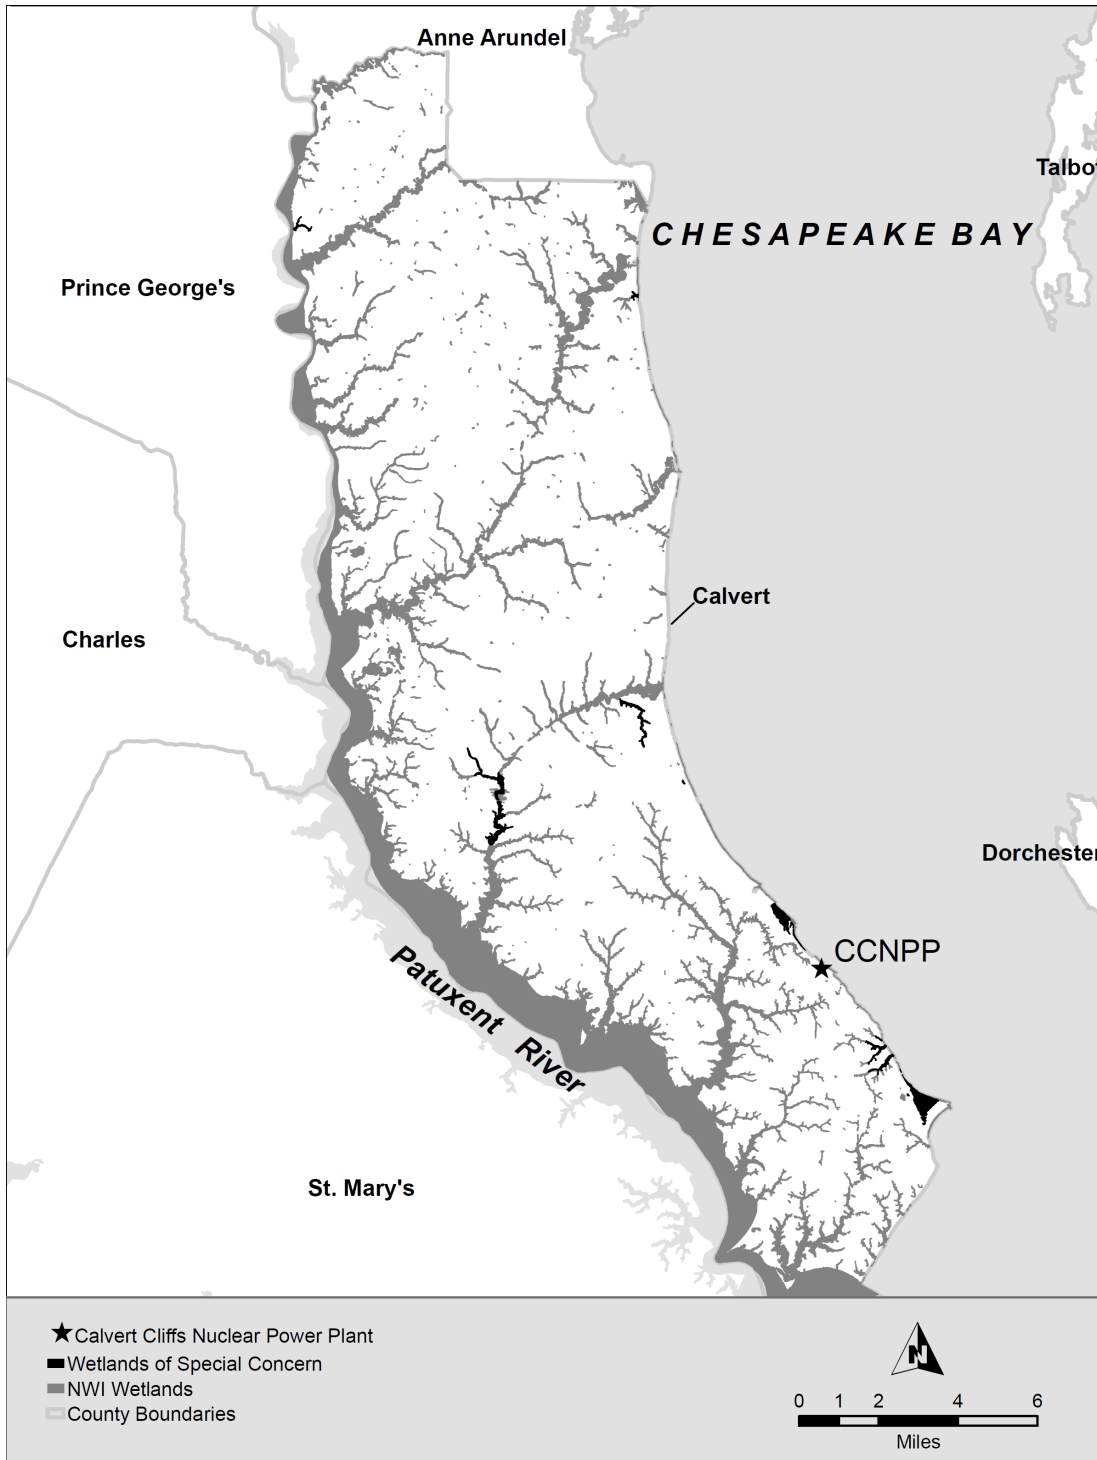 Anne Arundel
Talbot
CHESAPEAKE BAY
Prince George's
Calvert
Charles
Dorchester
CCNPP
Patuxent River
St. Mary's
Calvert Cliffs Nuclear Power Plant
Wetlands of Special Concern
NWI Wetlands
County Boundaries
N
0 1 2 4 6
Miles